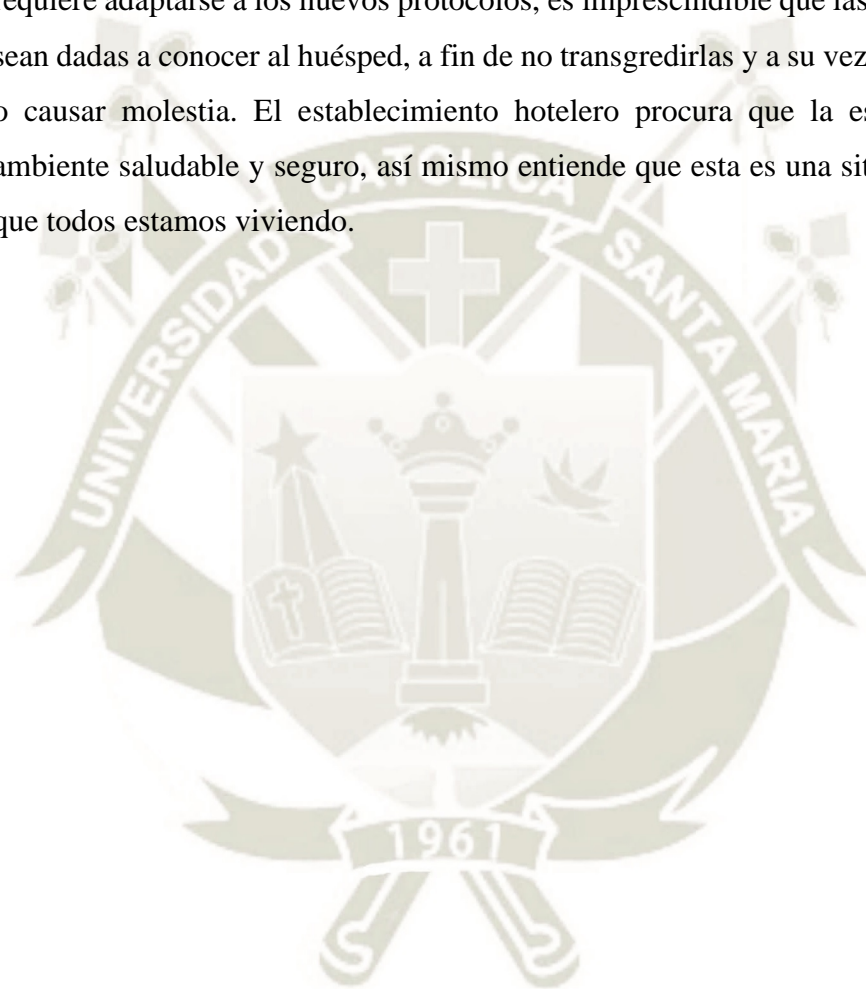 requiere adaptarse a los nuevos protocolos, es imprescindible que las
sean dadas a conocer al huésped, a fin de no transgredirlas y a su vez
o causar molestia. El establecimiento hotelero procura que la es
ambiente saludable y seguro, así mismo entiende que esta es una sit
que todos estamos viviendo.
UNIVERSIDAD CATOLICA SANTA MARIA
1961